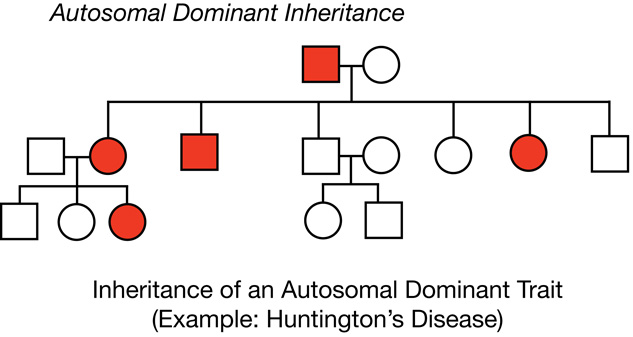 Autosomal Dominant Inheritance
Inheritance of an Autosomal Dominant Trait
(Example: Huntington’s Disease)